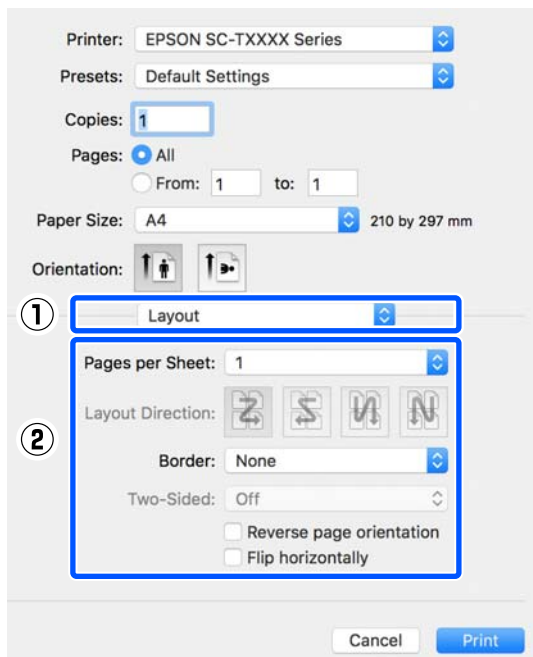 Printer: EPSON SC-TXXXX Series
Presets: Default Settings
Copies: 1
Pages: All
From: 1 to: 1
Paper Size: A4 210 by 297 mm
Orientation:
① Layout
Pages per Sheet: 1
② Layout Direction:
Border: None
Two-Sided: Off
Reverse page orientation
Flip horizontally
Cancel Print